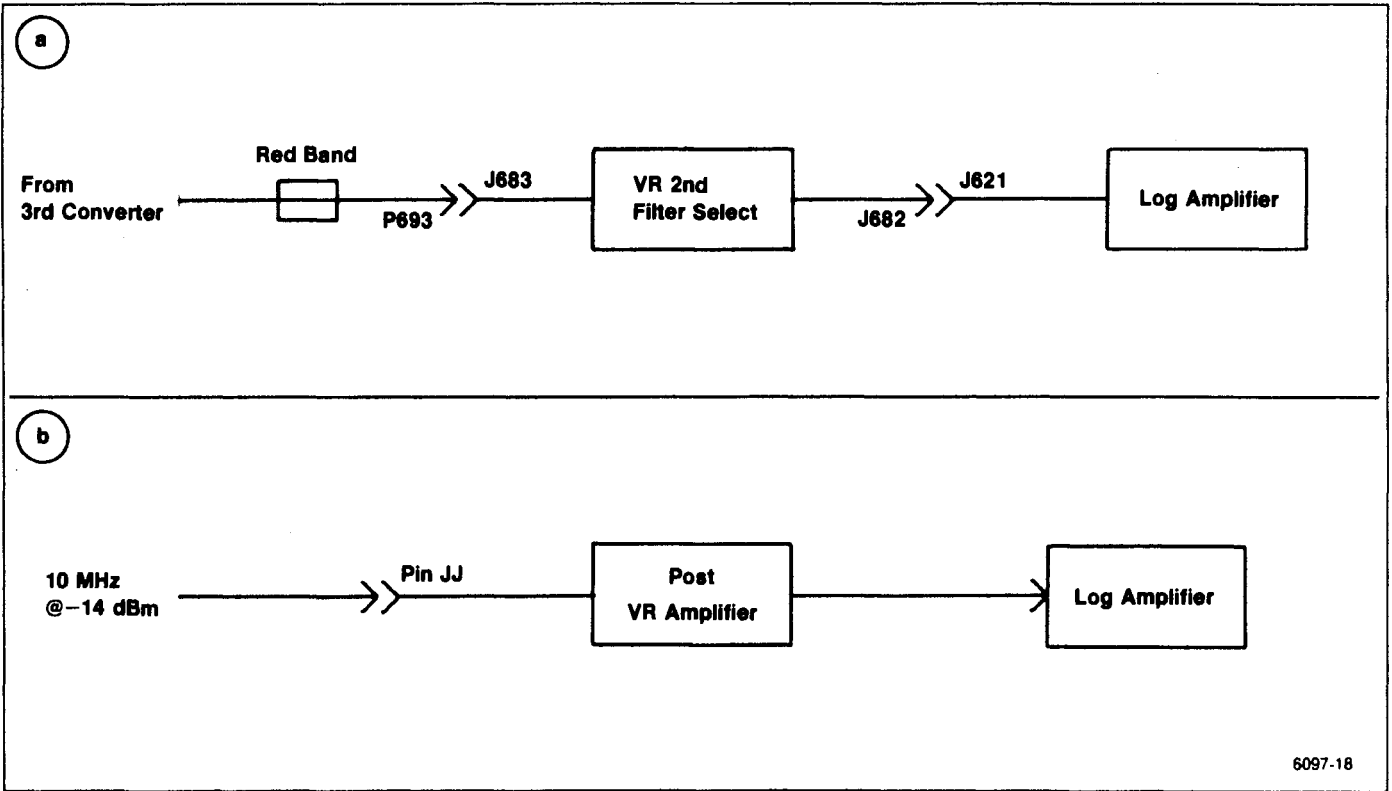 a
Red Band
From
3rd Converter
P693
J683
VR 2nd
Filter Select
J682
J621
Log Amplifier
b
10 MHz
@−14 dBm
Pin JJ
Post
VR Amplifier
Log Amplifier
6097-18